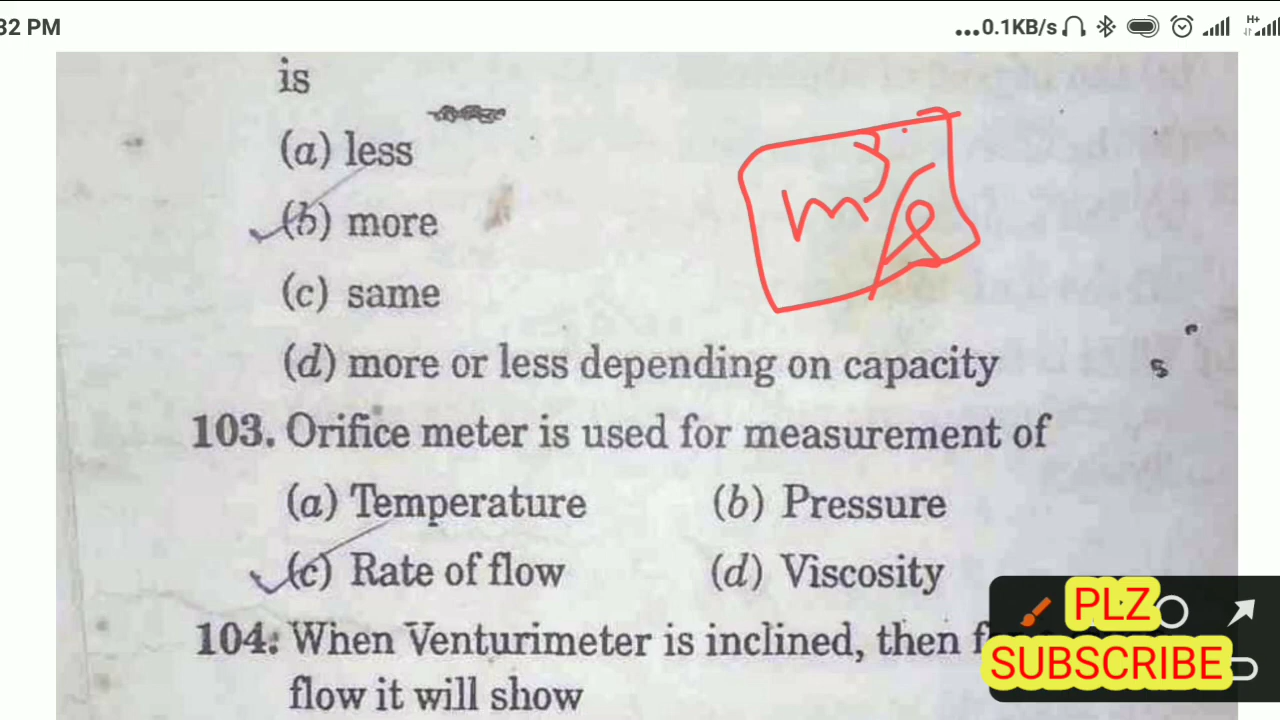 32 PM
...0.1KB/s H+
is
(a) less
(b) more
(c) same
(d) more or less depending on capacity
s
103. Orifice meter is used for measurement of
(a) Temperature (b) Pressure
(c) Rate of flow (d) Viscosity
104. When Venturimeter is inclined, then
flow it will show
m³/s
PLZ
SUBSCRIBE